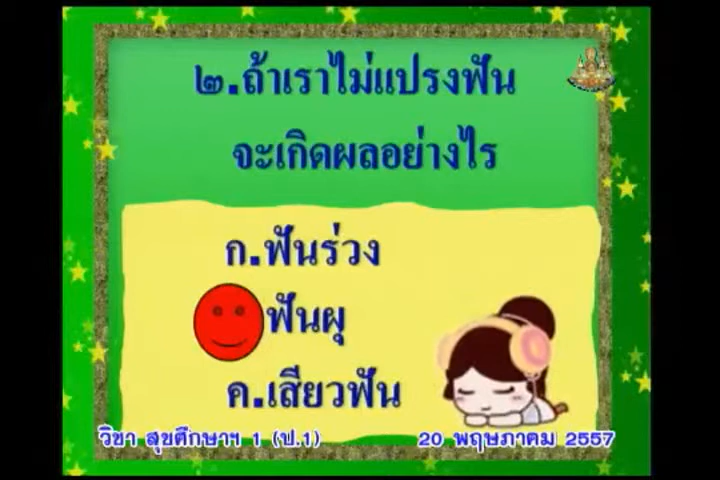 ๒.ถ้าเราไม่แปรงฟัน
จะเกิดผลอย่างไร
ก.ฟันร่วง
ฟันผุ
ค.เสียวฟัน
วิชา สุขศึกษาฯ 1 (ป.1)
20 พฤษภาคม 2557